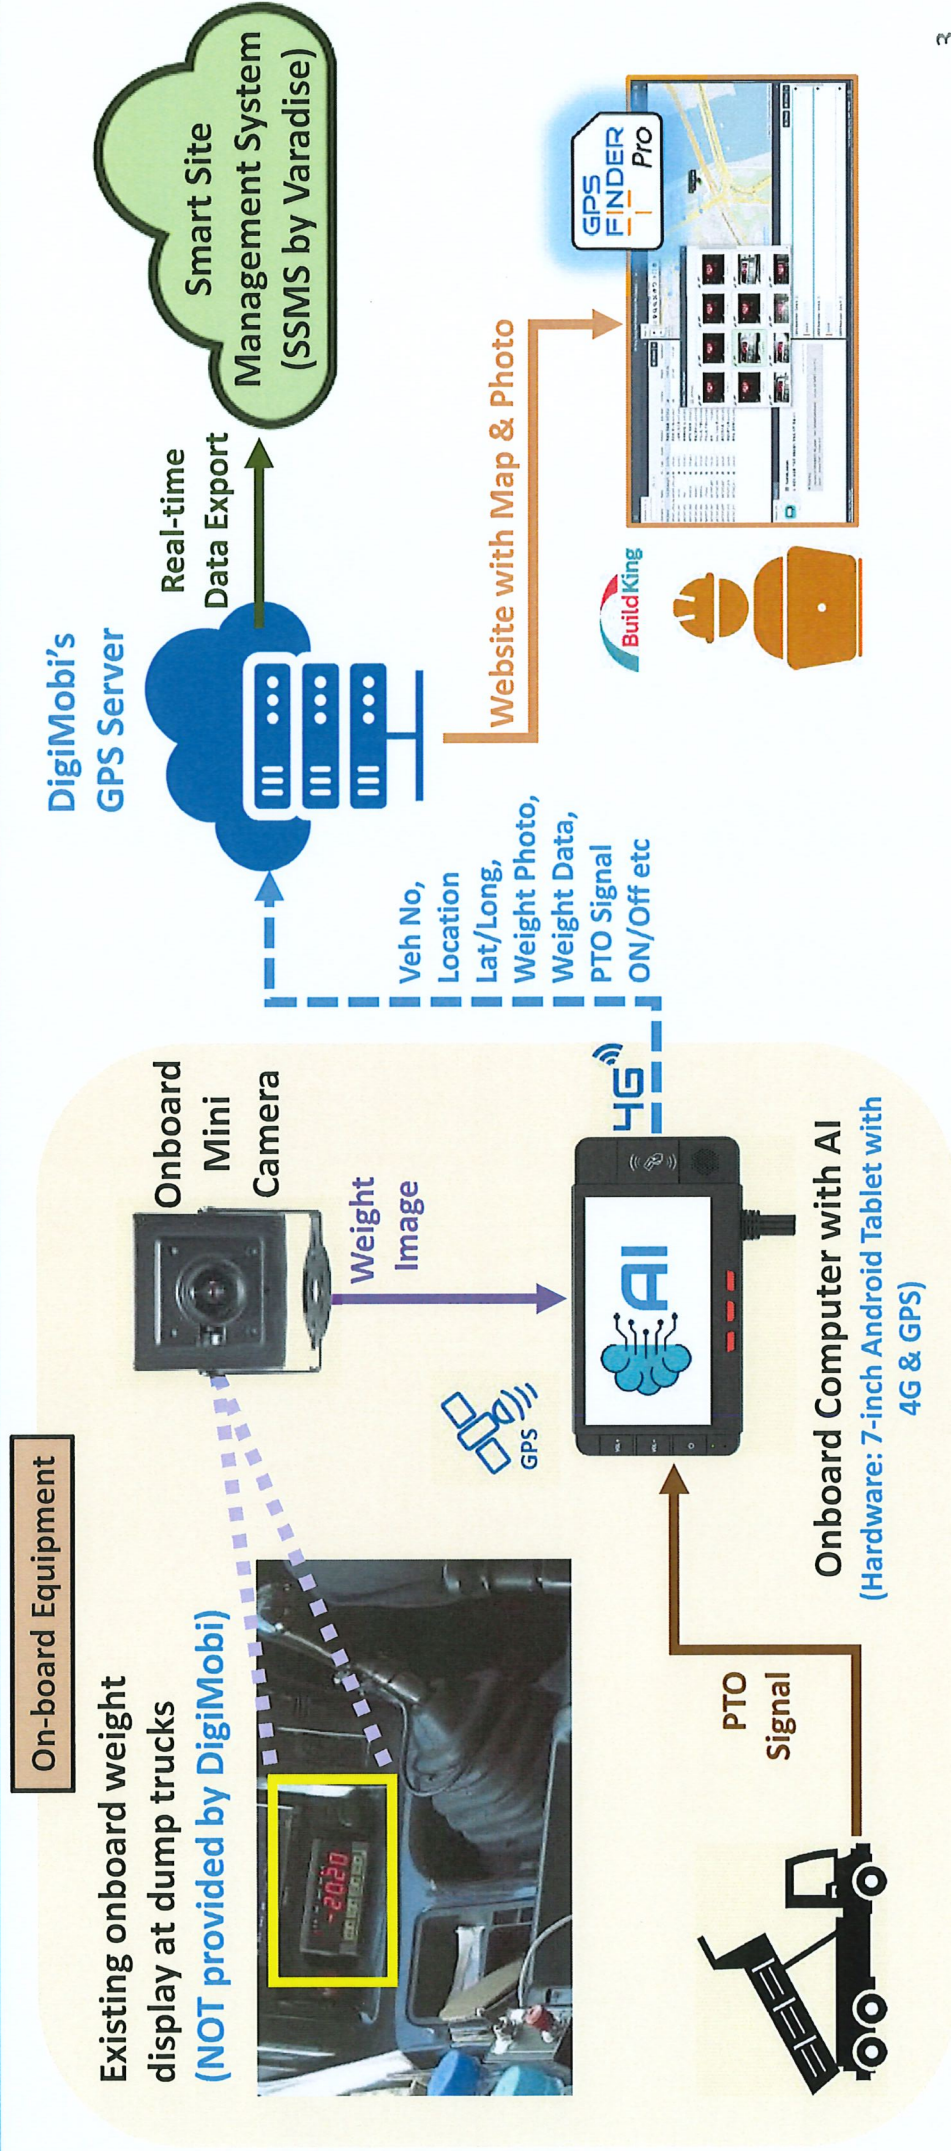 On-board Equipment
Existing onboard weight
display at dump trucks
(NOT provided by DigiMobi)
-2020
Onboard
Mini
Camera
Weight
Image
GPS
AI
VOL+
VOL-
4G
PTO
Signal
Onboard Computer with AI
(Hardware: 7-inch Android Tablet with
4G & GPS)
Veh No,
Location
Lat/Long,
Weight Photo,
Weight Data,
PTO Signal
ON/Off etc
DigiMobi's
GPS Server
Real-time
Data Export
Smart Site
Management System
(SSMS by Varadise)
Website with Map & Photo
Build King
GPS
FINDER
Pro
3